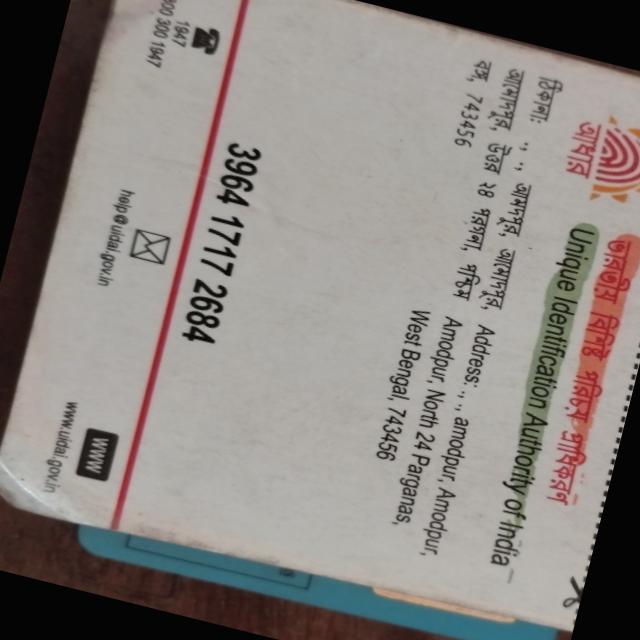 আধার
ভারতীয় বিশিষ্ট পরিচয় প্রাধিকরণ
Unique Identification Authority of India
ঠিকানা: , , আমদপুর, আমোদপুর,
আমোদপুর, উত্তর ২৪ পরগনা, পশ্চিম
বঙ্গ, 743456
Address: , , amodpur, Amodpur,
Amodpur, North 24 Parganas,
West Bengal, 743456
3964 1717 2684
1947
300 1947
help@uidai.gov.in
www
www.uidai.gov.in